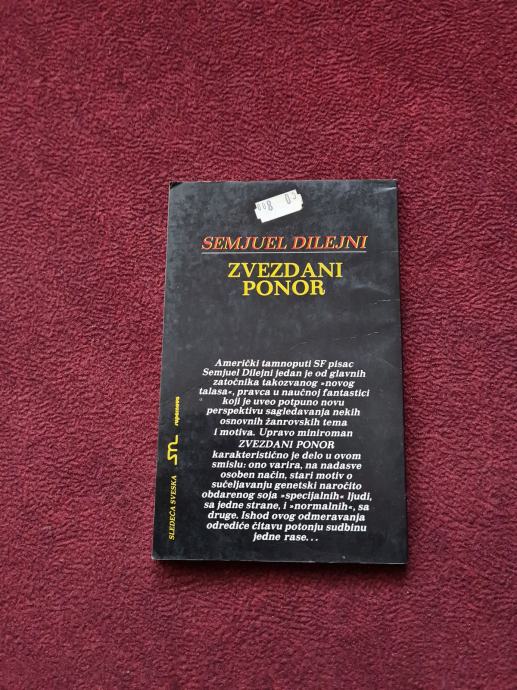 88 03
SEMJUEL DILEJNI
ZVEZDANI
PONOR
Američki tamnoputi SF pisac
Semjuel Dilejni jedan je od glavnih
zatočnika takozvanog »novog
talasa«, pravca u naučnoj fantastici
koji je uveo potpuno novu
perspektivu sagledavanja nekih
osnovnih žanrovskih tema
i motiva. Upravo miniroman
ZVEZDANI PONOR
karakteristično je delo u ovom
smislu: ono varira, na nadasve
osoben način, stari motiv o
sučeljavanju genetski naročito
obdarenog soja »specijalnih« ljudi,
sa jedne strane, i »normalnih«, sa
druge. Ishod ovog odmeravanja
odrediće čitavu potonju sudbinu
jedne rase...
SLEDEĆA SVESKA